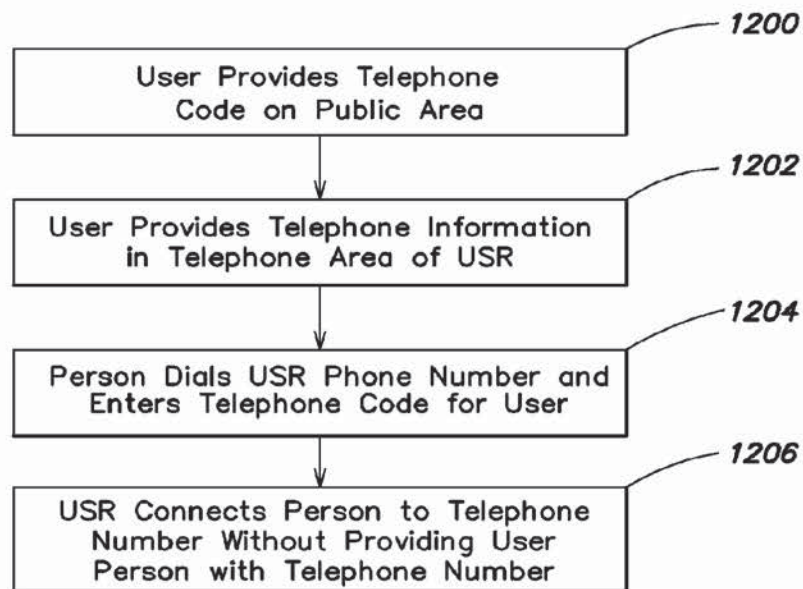 1200
User Provides Telephone
Code on Public Area
1202
User Provides Telephone Information
in Telephone Area of USR
1204
Person Dials USR Phone Number and
Enters Telephone Code for User
1206
USR Connects Person to Telephone
Number Without Providing User
Person with Telephone Number